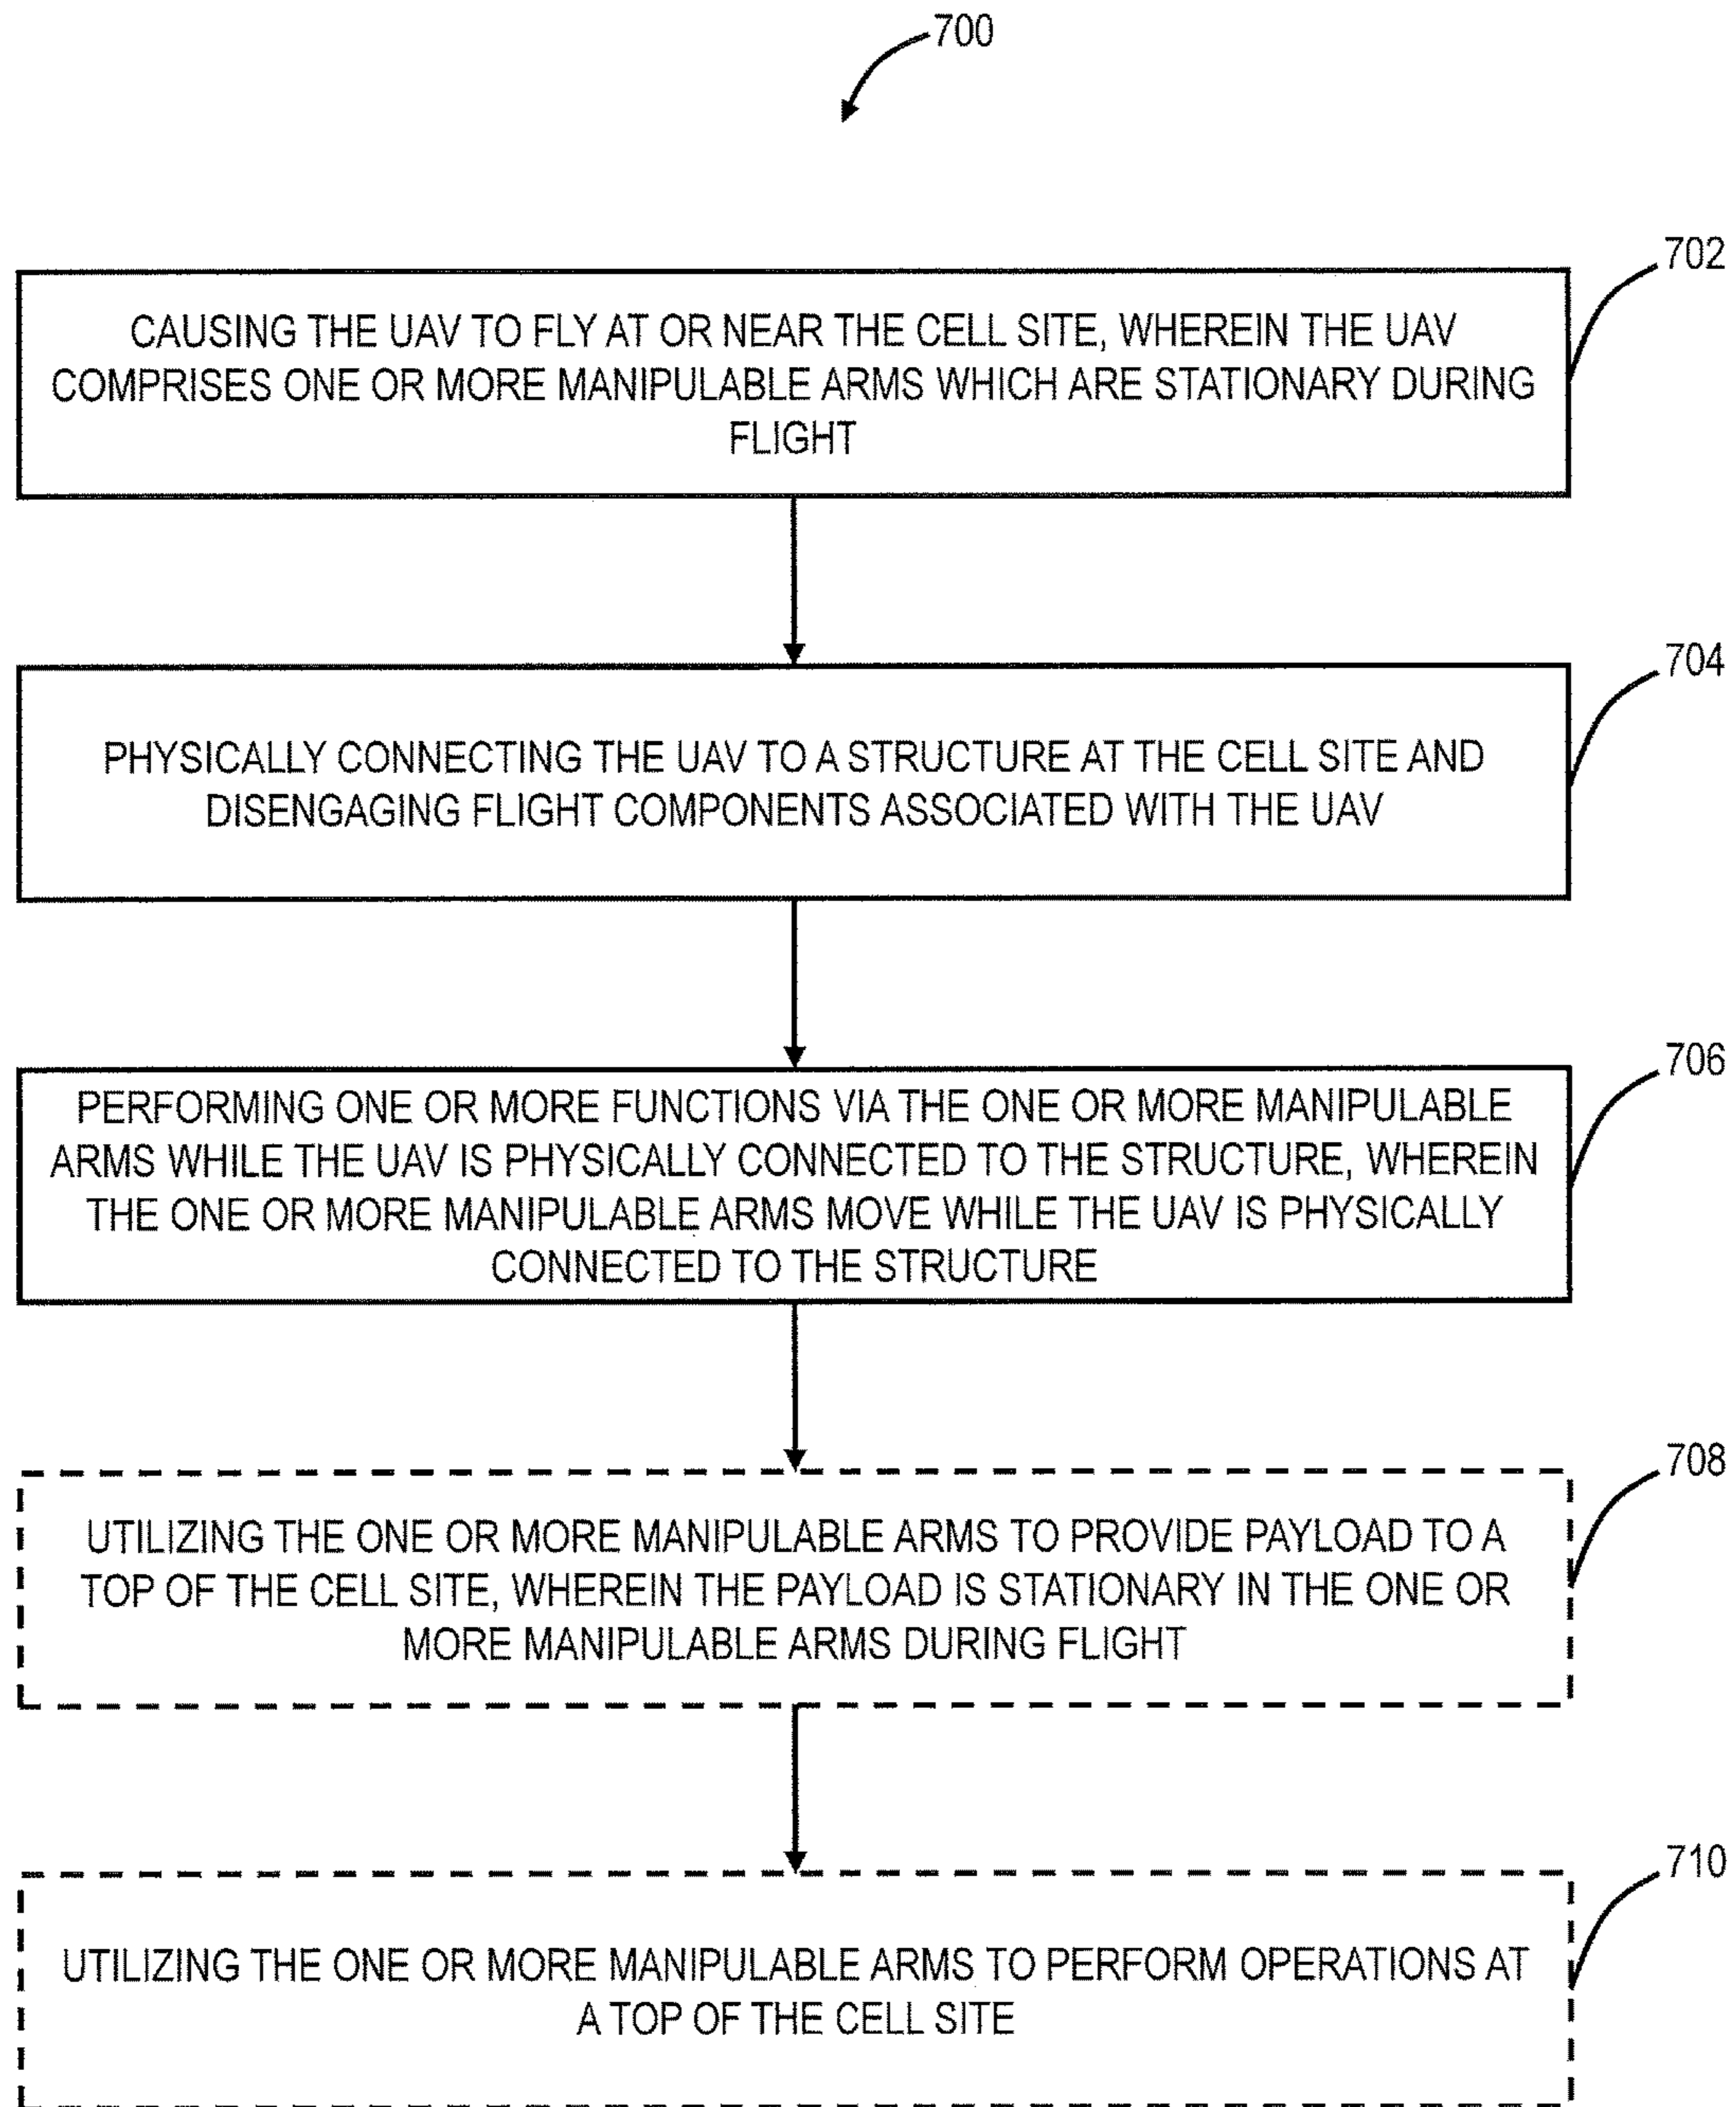 700
702
CAUSING THE UAV TO FLY AT OR NEAR THE CELL SITE, WHEREIN THE UAV
COMPRISES ONE OR MORE MANIPULABLE ARMS WHICH ARE STATIONARY DURING
FLIGHT
704
PHYSICALLY CONNECTING THE UAV TO A STRUCTURE AT THE CELL SITE AND
DISENGAGING FLIGHT COMPONENTS ASSOCIATED WITH THE UAV
706
PERFORMING ONE OR MORE FUNCTIONS VIA THE ONE OR MORE MANIPULABLE
ARMS WHILE THE UAV IS PHYSICALLY CONNECTED TO THE STRUCTURE, WHEREIN
THE ONE OR MORE MANIPULABLE ARMS MOVE WHILE THE UAV IS PHYSICALLY
CONNECTED TO THE STRUCTURE
708
UTILIZING THE ONE OR MORE MANIPULABLE ARMS TO PROVIDE PAYLOAD TO A
TOP OF THE CELL SITE, WHEREIN THE PAYLOAD IS STATIONARY IN THE ONE OR
MORE MANIPULABLE ARMS DURING FLIGHT
710
UTILIZING THE ONE OR MORE MANIPULABLE ARMS TO PERFORM OPERATIONS AT
A TOP OF THE CELL SITE